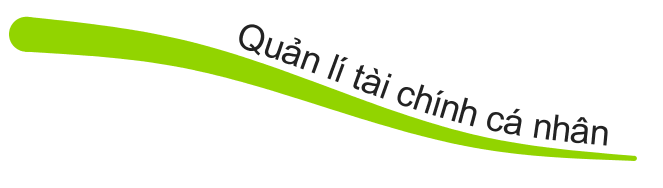 Quản lí tài chính cá nhân